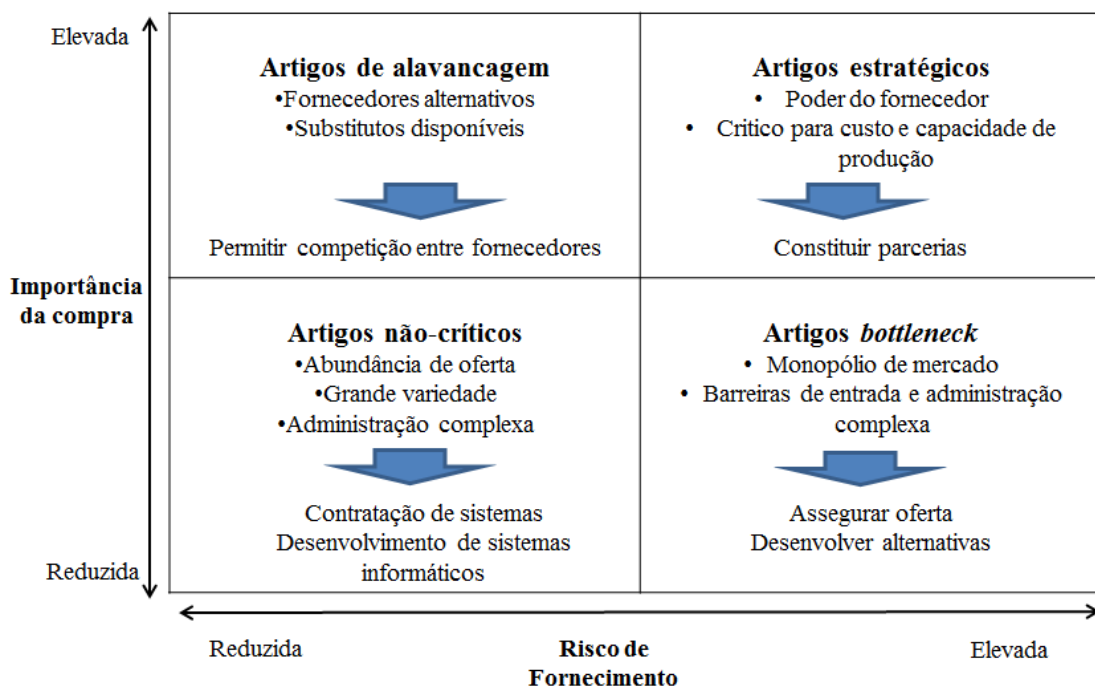 Elevada
Artigos de alavancagem
•Fornecedores alternativos
•Substitutos disponíveis
Permitir competição entre fornecedores
Artigos estratégicos
• Poder do fornecedor
• Critico para custo e capacidade de
produção
Constituir parcerias
Importância
da compra
Artigos não-críticos
•Abundância de oferta
•Grande variedade
•Administração complexa
Contratação de sistemas
Desenvolvimento de sistemas
informáticos
Artigos bottleneck
• Monopólio de mercado
• Barreiras de entrada e administração
complexa
Assegurar oferta
Desenvolver alternativas
Reduzida
Reduzida
Risco de
Fornecimento
Elevada